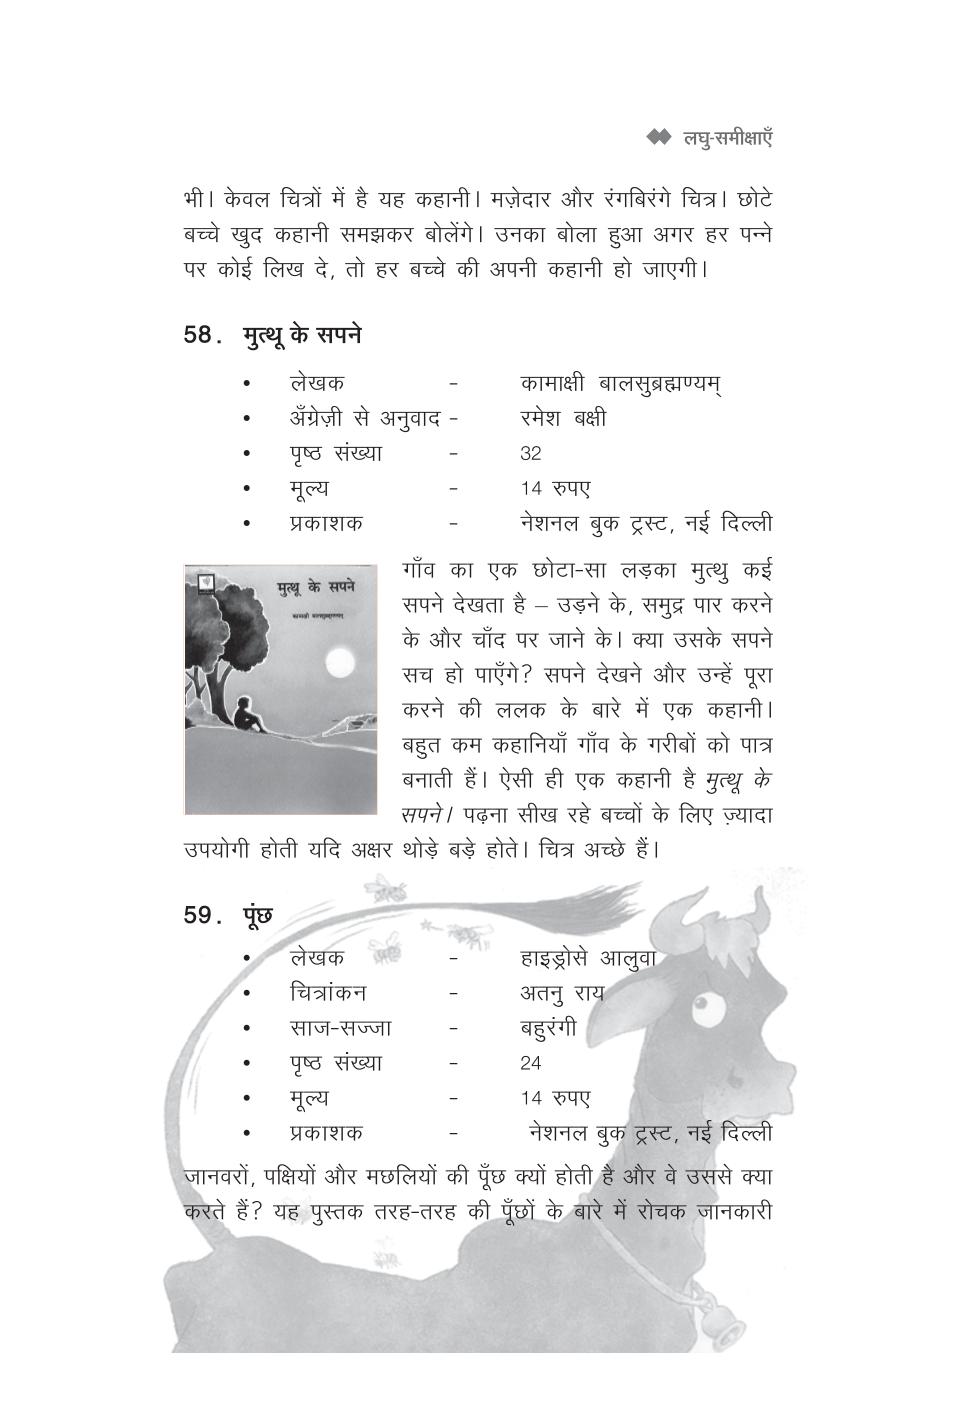 लघु-समीक्षाएँ
भी। केवल चित्रों में है यह कहानी। मज़ेदार और रंगबिरंगे चित्र। छोटे
बच्चे खुद कहानी समझकर बोलेंगे। उनका बोला हुआ अगर हर पन्ने
पर कोई लिख दे, तो हर बच्चे की अपनी कहानी हो जाएगी।
58. मुत्थू के सपने
• लेखक - कामाक्षी बालसुब्रह्मण्यम्
• अँग्रेज़ी से अनुवाद - रमेश बक्षी
• पृष्ठ संख्या - 32
• मूल्य - 14 रुपए
• प्रकाशक - नेशनल बुक ट्रस्ट, नई दिल्ली
मुत्थू के सपने
कामाक्षी बालसुब्रह्मण्यम्
गाँव का एक छोटा-सा लड़का मुत्थु कई
सपने देखता है – उड़ने के, समुद्र पार करने
के और चाँद पर जाने के। क्या उसके सपने
सच हो पाएँगे? सपने देखने और उन्हें पूरा
करने की ललक के बारे में एक कहानी।
बहुत कम कहानियाँ गाँव के गरीबों को पात्र
बनाती हैं। ऐसी ही एक कहानी है मुत्थू के
सपने। पढ़ना सीख रहे बच्चों के लिए ज़्यादा
उपयोगी होती यदि अक्षर थोड़े बड़े होते। चित्र अच्छे हैं।
59. पूंछ
• लेखक - हाइड्रोसे आलुवा
• चित्रांकन - अतनु राय
• साज-सज्जा - बहुरंगी
• पृष्ठ संख्या - 24
• मूल्य - 14 रुपए
• प्रकाशक - नेशनल बुक ट्रस्ट, नई दिल्ली
जानवरों, पक्षियों और मछलियों की पूँछ क्यों होती है और वे उससे क्या
करते हैं? यह पुस्तक तरह-तरह की पूँछों के बारे में रोचक जानकारी